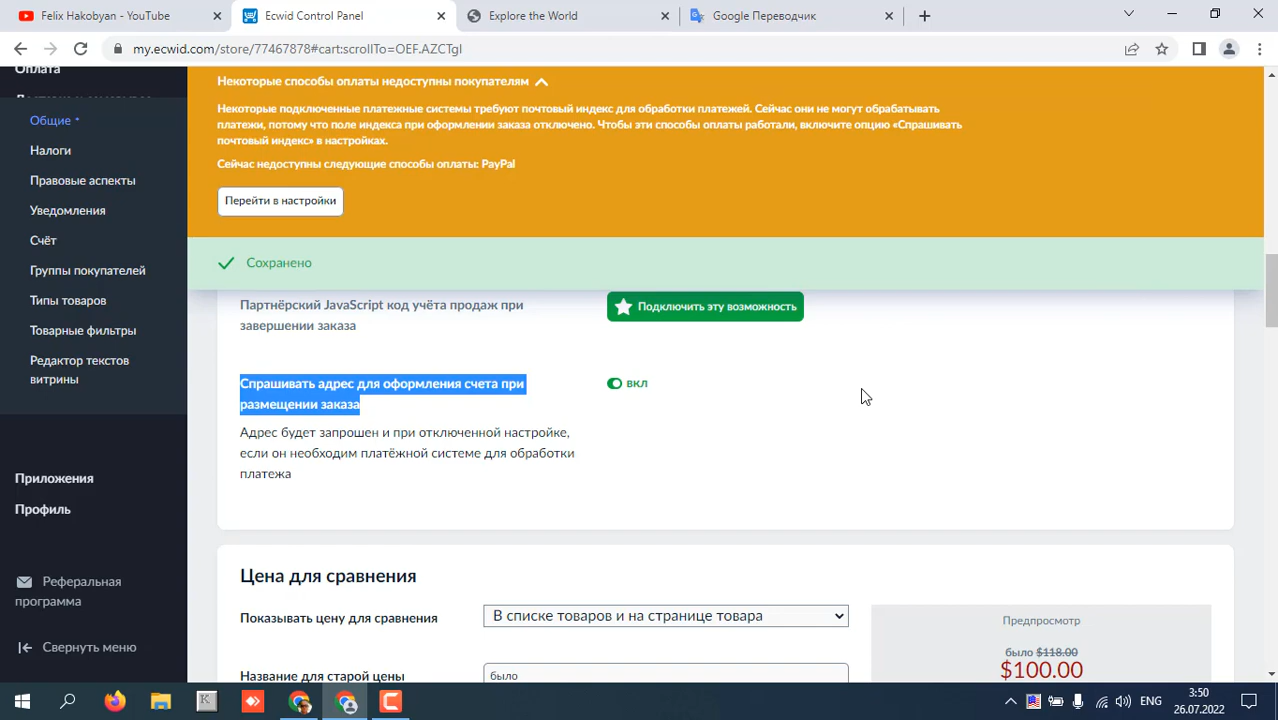 Felix Hakobyan - YouTube
Ecwid Control Panel
Explore the World
Google Переводчик
my.ecwid.com/store/77467878#cart:scrollTo=OEF.AZCTgI
Оплата
Общие *
Налоги
Правовые аспекты
Уведомления
Счёт
Группы покупателей
Типы товаров
Товарные фильтры
Редактор текстов
витрины
Приложения
Профиль
Реферальная
программа
Свернуть меню
Некоторые способы оплаты недоступны покупателям
Некоторые подключенные платежные системы требуют почтовый индекс для обработки платежей. Сейчас они не могут обрабатывать
платежи, потому что поле индекса при оформлении заказа отключено. Чтобы эти способы оплаты работали, включите опцию «Спрашивать
почтовый индекс» в настройках.
Сейчас недоступны следующие способы оплаты: PayPal
Перейти в настройки
Сохранено
Партнёрский JavaScript код учёта продаж при
завершении заказа
Подключить эту возможность
Спрашивать адрес для оформления счета при
размещении заказа
вкл
Адрес будет запрошен и при отключенной настройке,
если он необходим платёжной системе для обработки
платежа
Цена для сравнения
Показывать цену для сравнения
В списке товаров и на странице товара
Предпросмотр
было $118.00
$100.00
Название для старой цены
было
ENG
3:50
26.07.2022